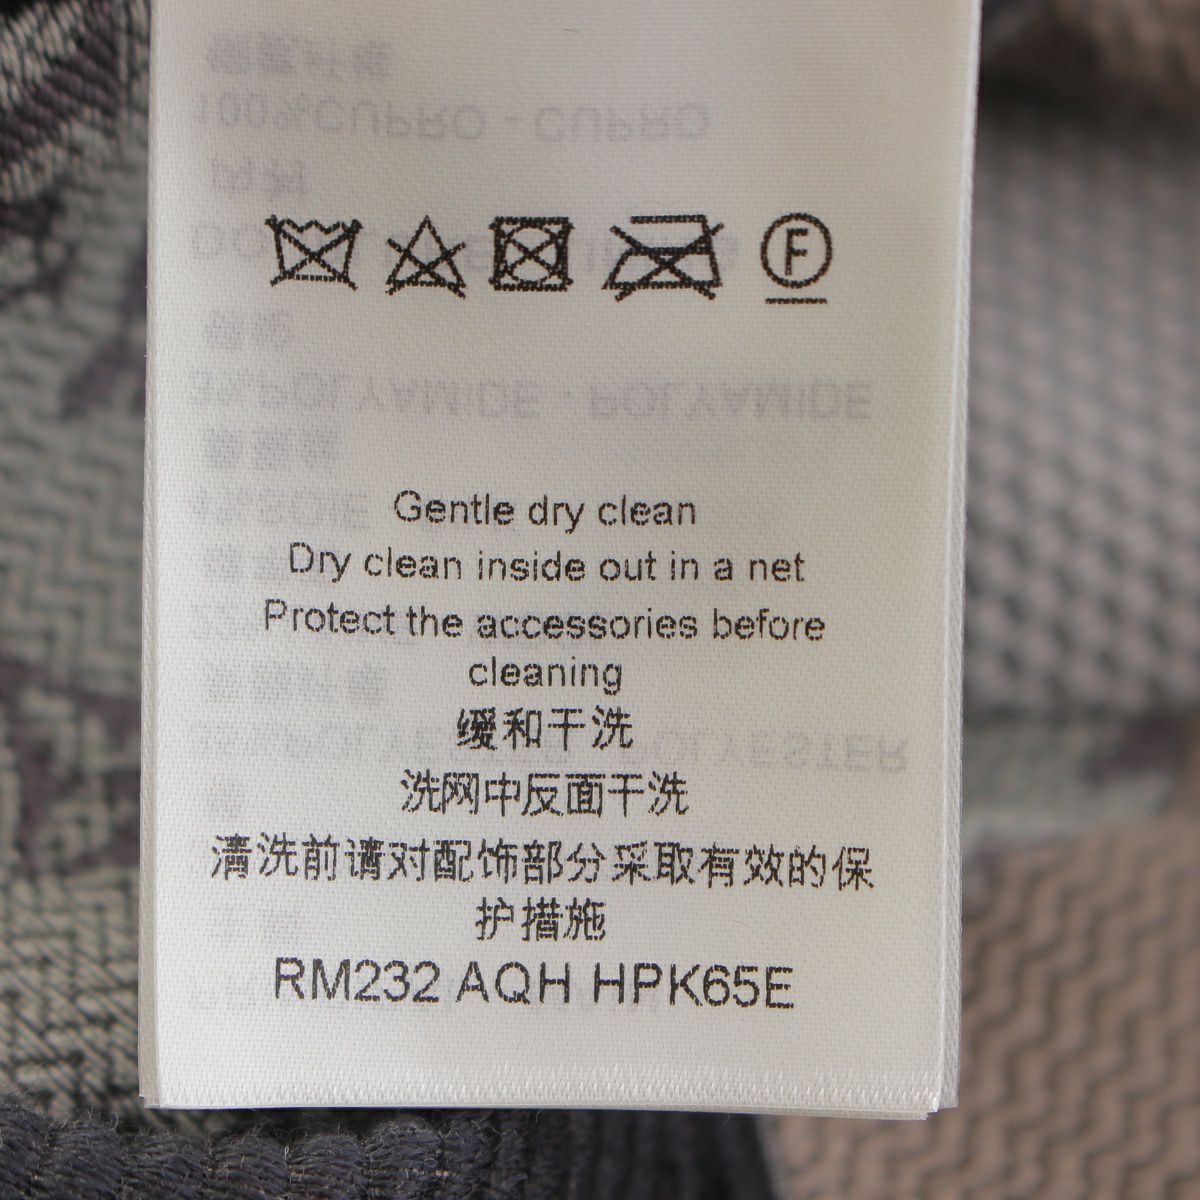 F
Gentle dry clean
Dry clean inside out in a net
Protect the accessories before
cleaning
缓和干洗
洗网中反面干洗
清洗前请对配饰部分采取有效的保
护措施
RM232 AQH HPK65E